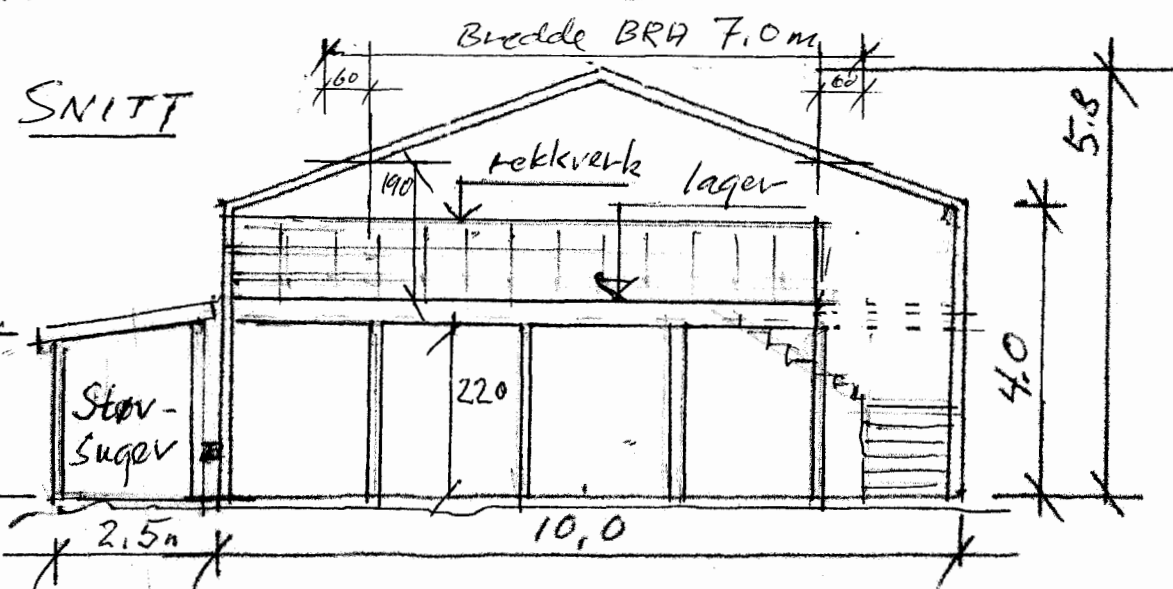 Bredde BRA 7.0m
60
60
SNITT
5.8
rekkverk
lager
190
4.0
220
Støv-
suger
2.5m
10,0